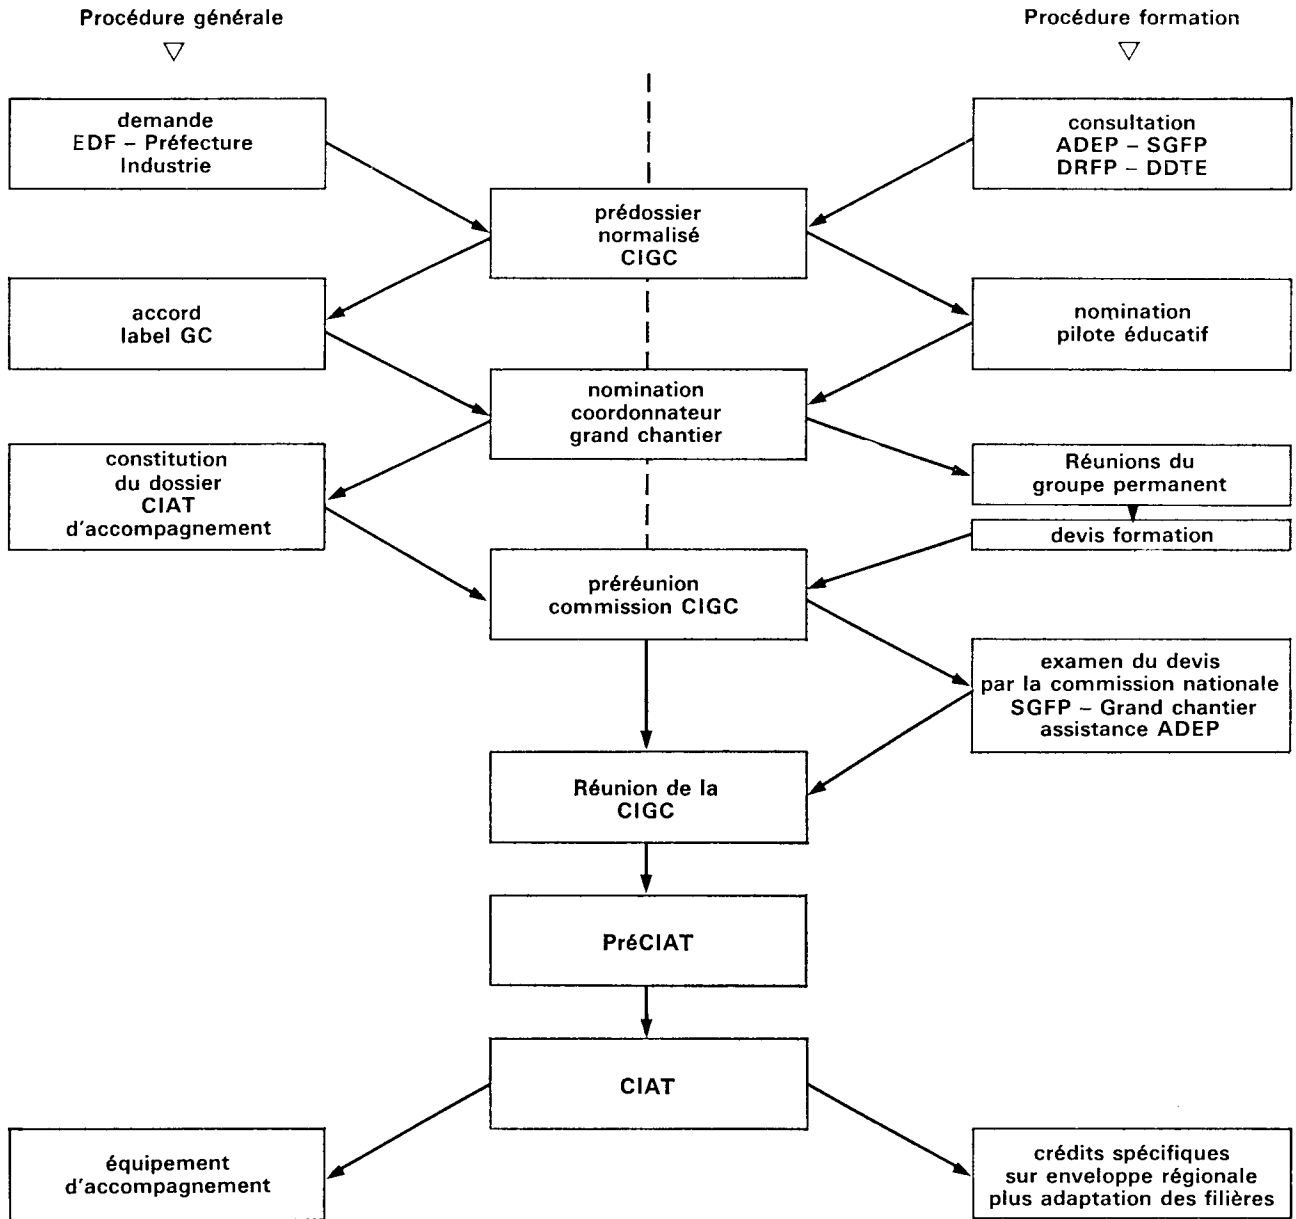 Procédure générale
Procédure formation
demande
EDF – Préfecture
Industrie
consultation
ADEP – SGFP
DRFP – DDTE
prédossier
normalisé
CIGC
accord
label GC
nomination
pilote éducatif
nomination
coordonnateur
grand chantier
constitution
du dossier
CIAT
d'accompagnement
Réunions du
groupe permanent
devis formation
préréunion
commission CIGC
examen du devis
par la commission nationale
SGFP – Grand chantier
assistance ADEP
Réunion de la
CIGC
PréCIAT
CIAT
équipement
d'accompagnement
crédits spécifiques
sur enveloppe régionale
plus adaptation des filières